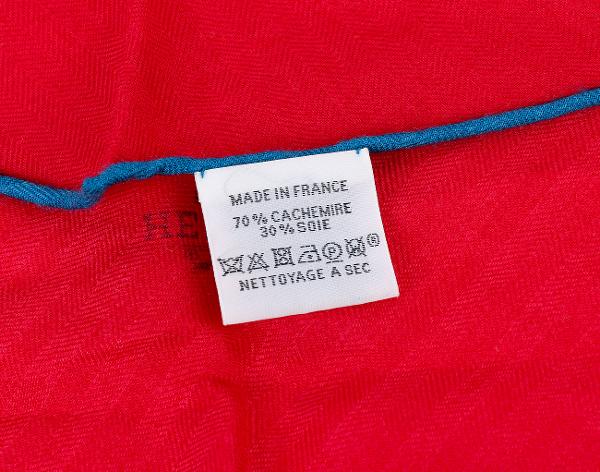 MADE IN FRANCE
70 % CACHEMIRE
30 % SOIE
®
NETTOYAGE A SEC